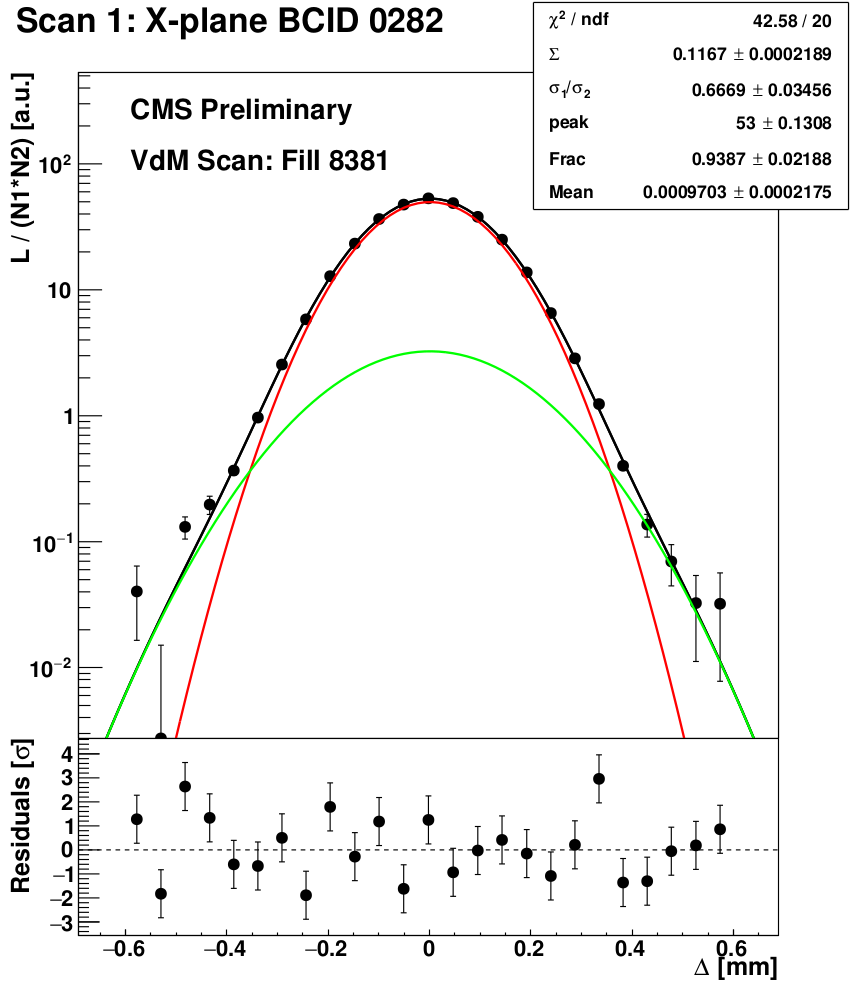 Scan 1: X-plane BCID 0282
χ² / ndf 42.58 / 20
Σ 0.1167 ± 0.0002189
σ₁/σ₂ 0.6669 ± 0.03456
peak 53 ± 0.1308
Frac 0.9387 ± 0.02188
Mean 0.0009703 ± 0.0002175
CMS Preliminary
VdM Scan: Fill 8381
L / (N1*N2) [a.u.]
10²
10
1
10⁻¹
10⁻²
Residuals [σ]
4
3
2
1
0
−1
−2
−3
−0.6 −0.4 −0.2 0 0.2 0.4 0.6
Δ [mm]